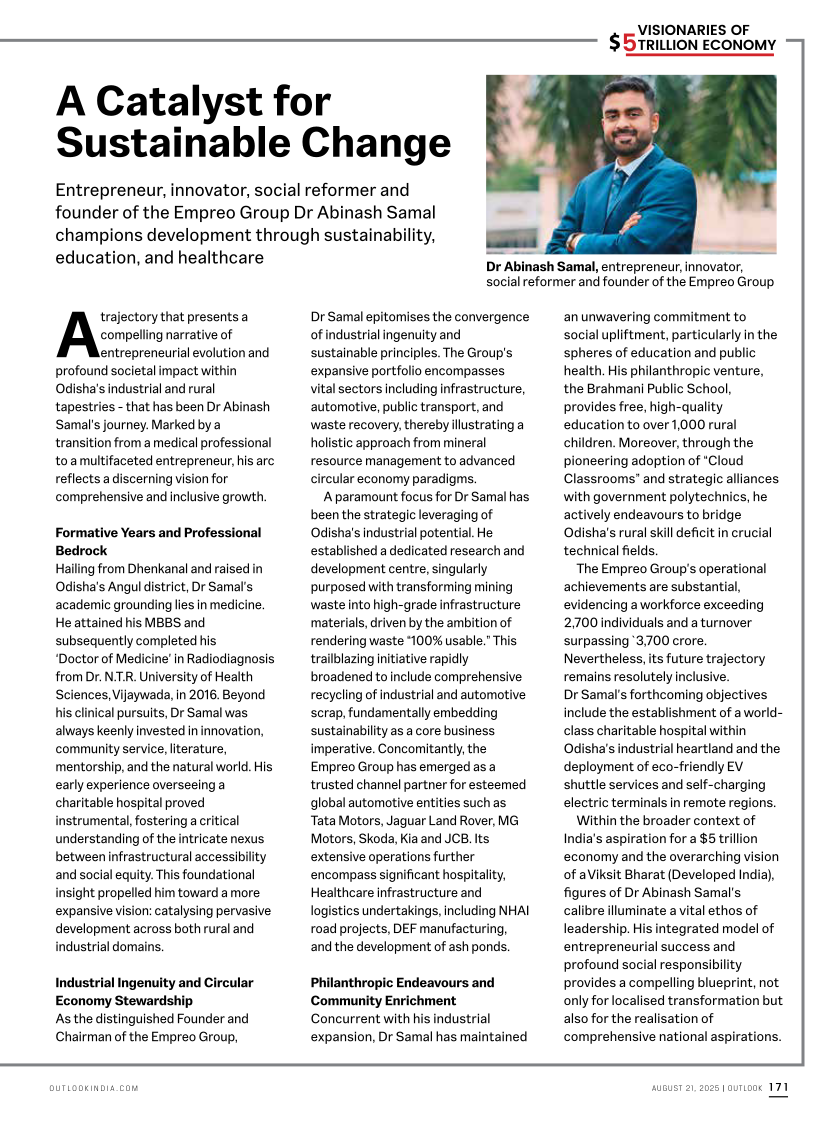 VISIONARIES OF
$5 TRILLION ECONOMY
A Catalyst for
Sustainable Change
Entrepreneur, innovator, social reformer and
founder of the Empreo Group Dr Abinash Samal
champions development through sustainability,
education, and healthcare
Dr Abinash Samal, entrepreneur, innovator,
social reformer and founder of the Empreo Group
A trajectory that presents a
compelling narrative of
entrepreneurial evolution and
profound societal impact within
Odisha's industrial and rural
tapestries - that has been Dr Abinash
Samal's journey. Marked by a
transition from a medical professional
to a multifaceted entrepreneur, his arc
reflects a discerning vision for
comprehensive and inclusive growth.
Formative Years and Professional
Bedrock
Hailing from Dhenkanal and raised in
Odisha's Angul district, Dr Samal's
academic grounding lies in medicine.
He attained his MBBS and
subsequently completed his
‘Doctor of Medicine’ in Radiodiagnosis
from Dr. N.T.R. University of Health
Sciences, Vijaywada, in 2016. Beyond
his clinical pursuits, Dr Samal was
always keenly invested in innovation,
community service, literature,
mentorship, and the natural world. His
early experience overseeing a
charitable hospital proved
instrumental, fostering a critical
understanding of the intricate nexus
between infrastructural accessibility
and social equity. This foundational
insight propelled him toward a more
expansive vision: catalysing pervasive
development across both rural and
industrial domains.
Industrial Ingenuity and Circular
Economy Stewardship
As the distinguished Founder and
Chairman of the Empreo Group,
Dr Samal epitomises the convergence
of industrial ingenuity and
sustainable principles. The Group's
expansive portfolio encompasses
vital sectors including infrastructure,
automotive, public transport, and
waste recovery, thereby illustrating a
holistic approach from mineral
resource management to advanced
circular economy paradigms.
A paramount focus for Dr Samal has
been the strategic leveraging of
Odisha's industrial potential. He
established a dedicated research and
development centre, singularly
purposed with transforming mining
waste into high-grade infrastructure
materials, driven by the ambition of
rendering waste “100% usable.” This
trailblazing initiative rapidly
broadened to include comprehensive
recycling of industrial and automotive
scrap, fundamentally embedding
sustainability as a core business
imperative. Concomitantly, the
Empreo Group has emerged as a
trusted channel partner for esteemed
global automotive entities such as
Tata Motors, Jaguar Land Rover, MG
Motors, Skoda, Kia and JCB. Its
extensive operations further
encompass significant hospitality,
Healthcare infrastructure and
logistics undertakings, including NHAI
road projects, DEF manufacturing,
and the development of ash ponds.
Philanthropic Endeavours and
Community Enrichment
Concurrent with his industrial
expansion, Dr Samal has maintained
an unwavering commitment to
social upliftment, particularly in the
spheres of education and public
health. His philanthropic venture,
the Brahmani Public School,
provides free, high-quality
education to over 1,000 rural
children. Moreover, through the
pioneering adoption of “Cloud
Classrooms” and strategic alliances
with government polytechnics, he
actively endeavours to bridge
Odisha's rural skill deficit in crucial
technical fields.
The Empreo Group's operational
achievements are substantial,
evidencing a workforce exceeding
2,700 individuals and a turnover
surpassing `3,700 crore.
Nevertheless, its future trajectory
remains resolutely inclusive.
Dr Samal's forthcoming objectives
include the establishment of a world-
class charitable hospital within
Odisha's industrial heartland and the
deployment of eco-friendly EV
shuttle services and self-charging
electric terminals in remote regions.
Within the broader context of
India's aspiration for a $5 trillion
economy and the overarching vision
of a Viksit Bharat (Developed India),
figures of Dr Abinash Samal's
calibre illuminate a vital ethos of
leadership. His integrated model of
entrepreneurial success and
profound social responsibility
provides a compelling blueprint, not
only for localised transformation but
also for the realisation of
comprehensive national aspirations.
OUTLOOKINDIA.COM
AUGUST 21, 2025 | OUTLOOK 171